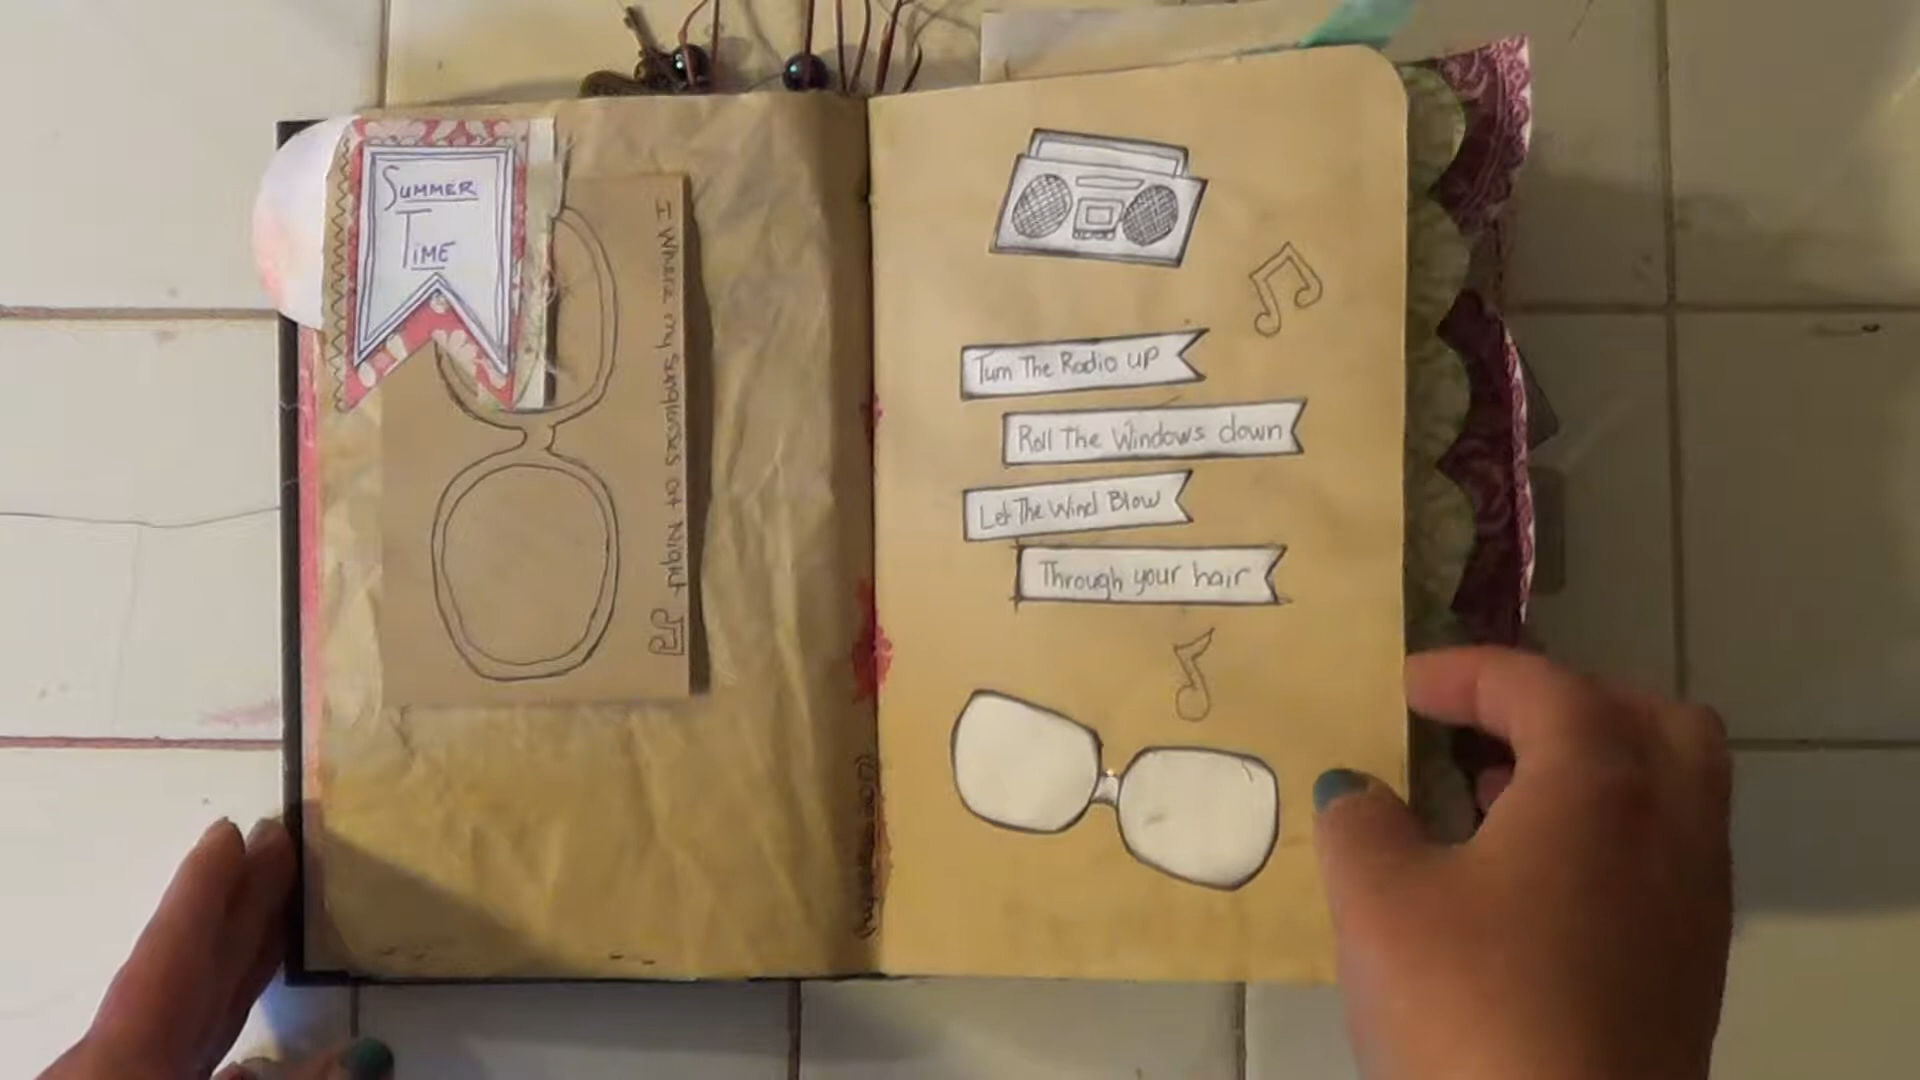 SUMMER
TIME
I Where my Sunglasses at Night
Turn The Radio up
Roll The Windows down
Let The Wind Blow
Through your hair